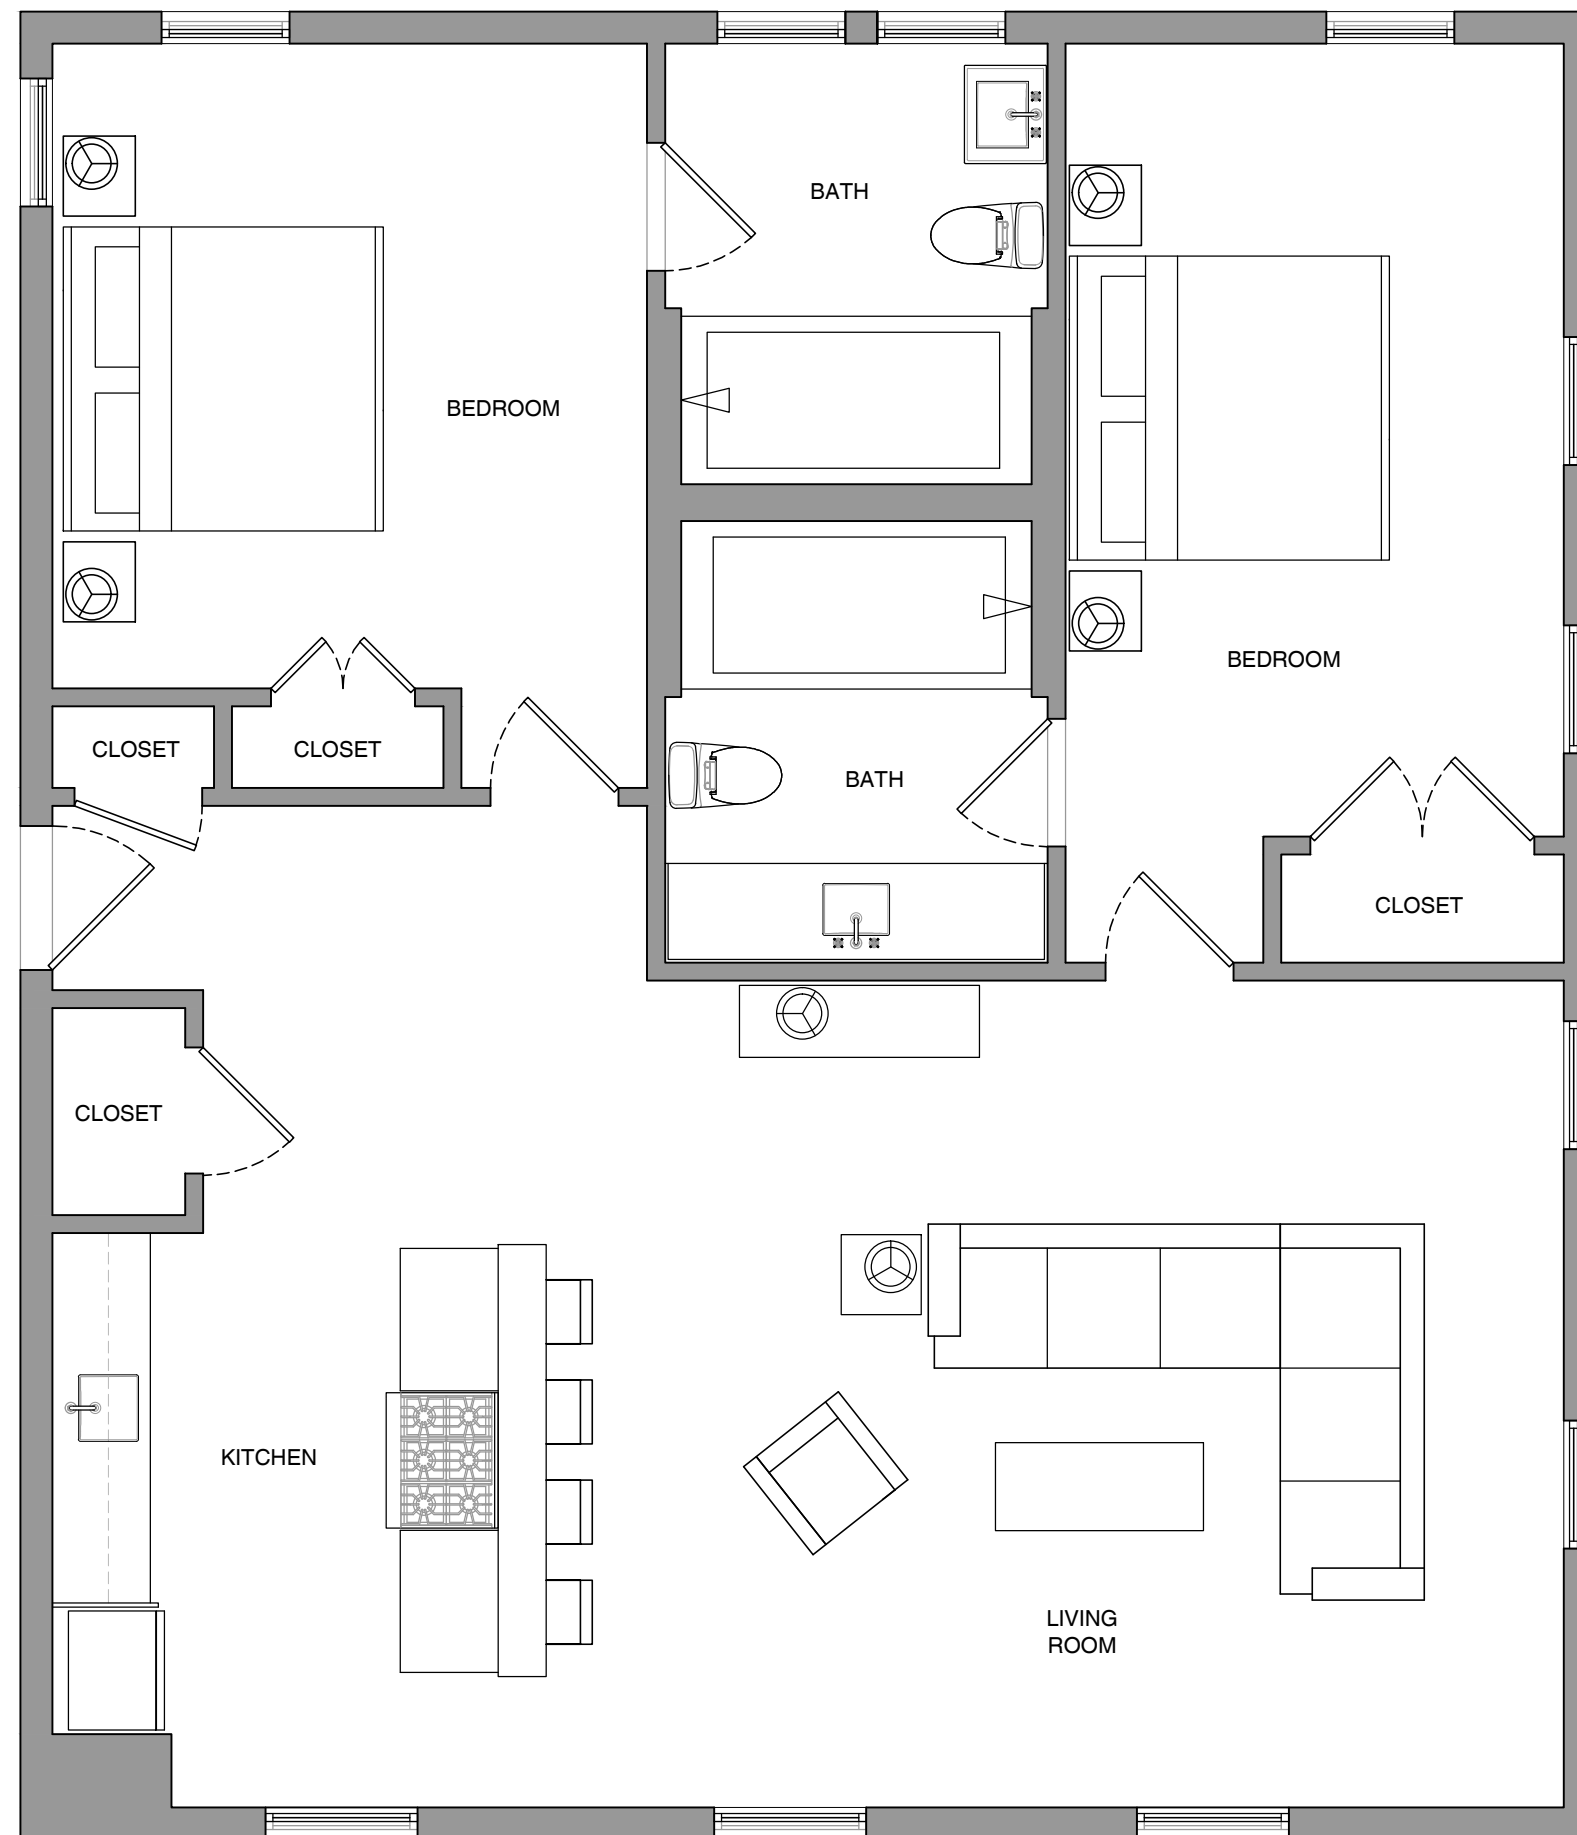 BATH
BEDROOM
BEDROOM
CLOSET
CLOSET
BATH
CLOSET
CLOSET
KITCHEN
LIVING
ROOM